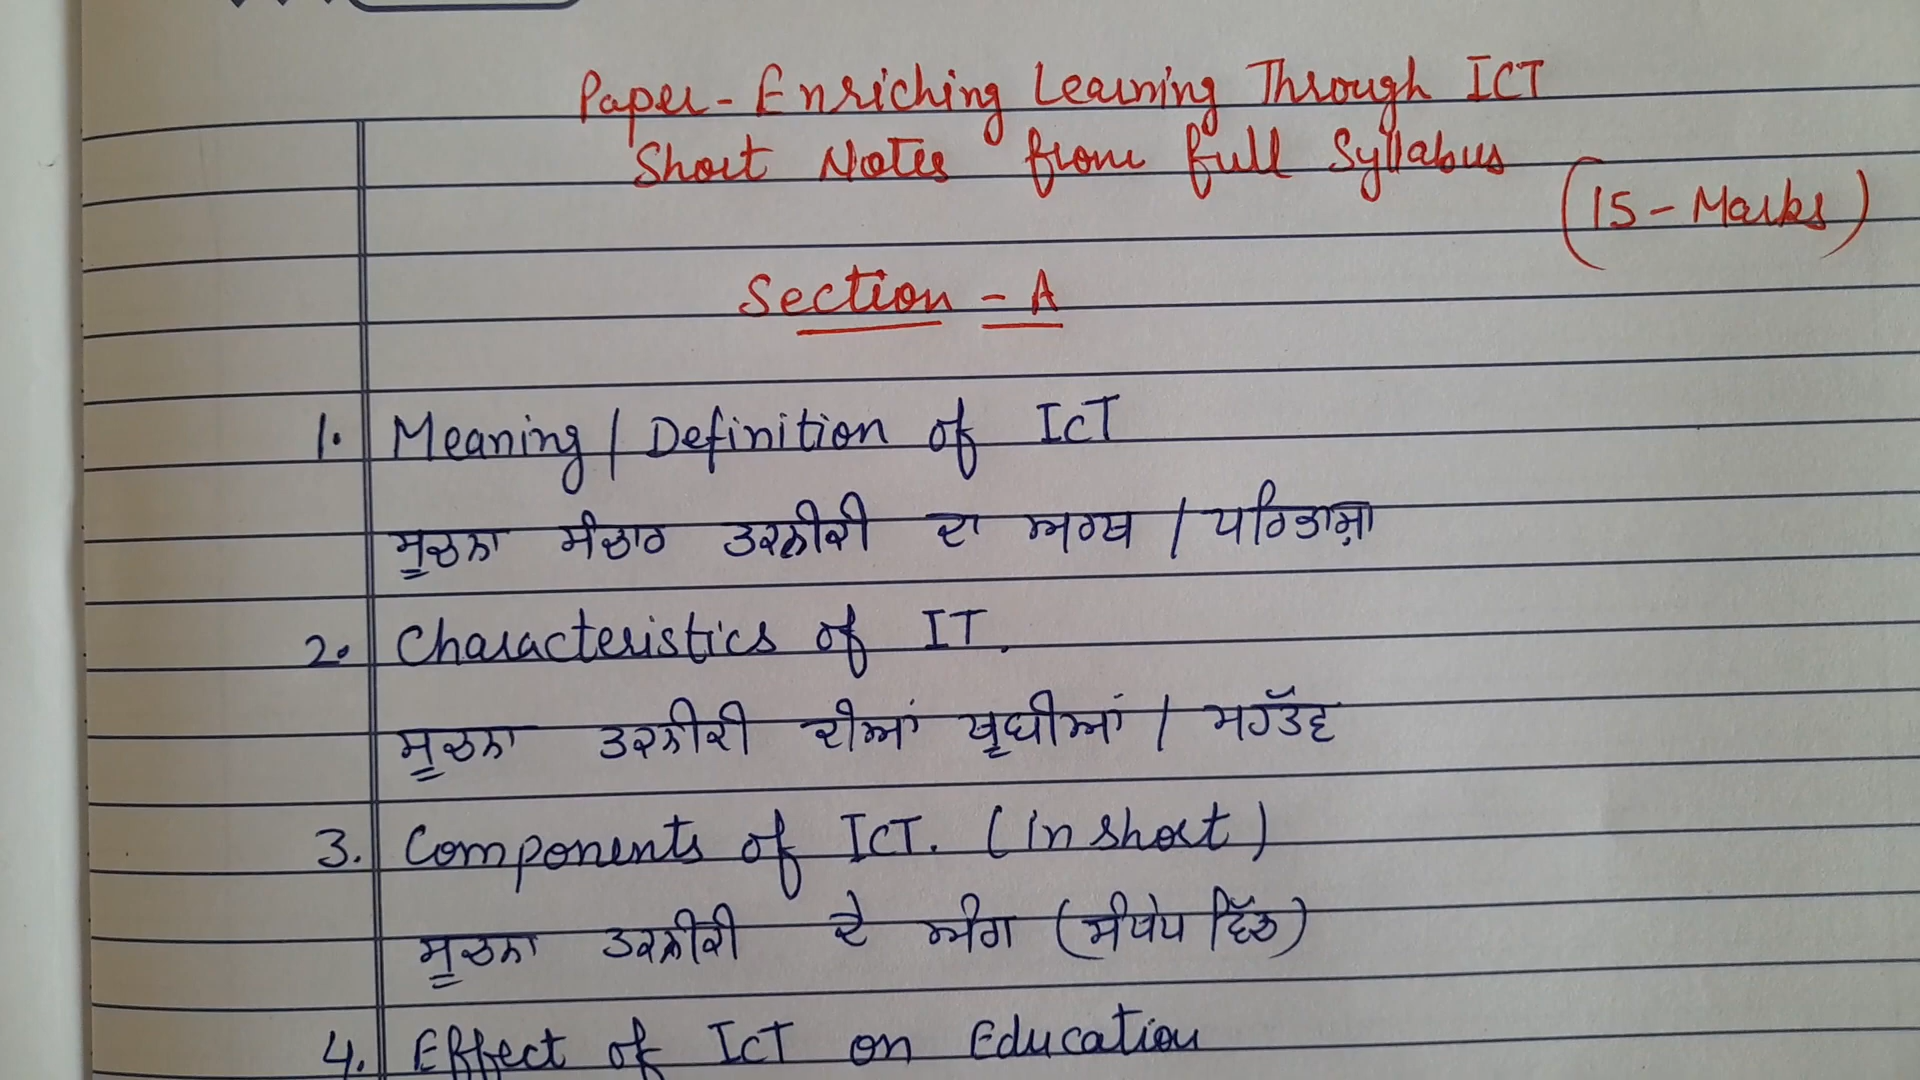 Paper - Enriching Learning Through ICT
Short Notes from full Syllabus
(15 - Marks)
Section - A
1. Meaning / Definition of IcT
ਸੂਚਨਾ ਸੰਚਾਰ ਤਕਨੀਕੀ ਦਾ ਅਰਥ / ਪਰਿਭਾਸ਼ਾ
2. Characteristics of IT.
ਸੂਚਨਾ ਤਕਨੀਕੀ ਦੀਆਂ ਖੂਬੀਆਂ / ਮਹੱਤਵ
3. Components of IcT. (in short)
ਸੂਚਨਾ ਤਕਨੀਕੀ ਦੇ ਅੰਗ (ਸੰਖੇਪ ਵਿੱਚ)
4. Effect of IcT on Education